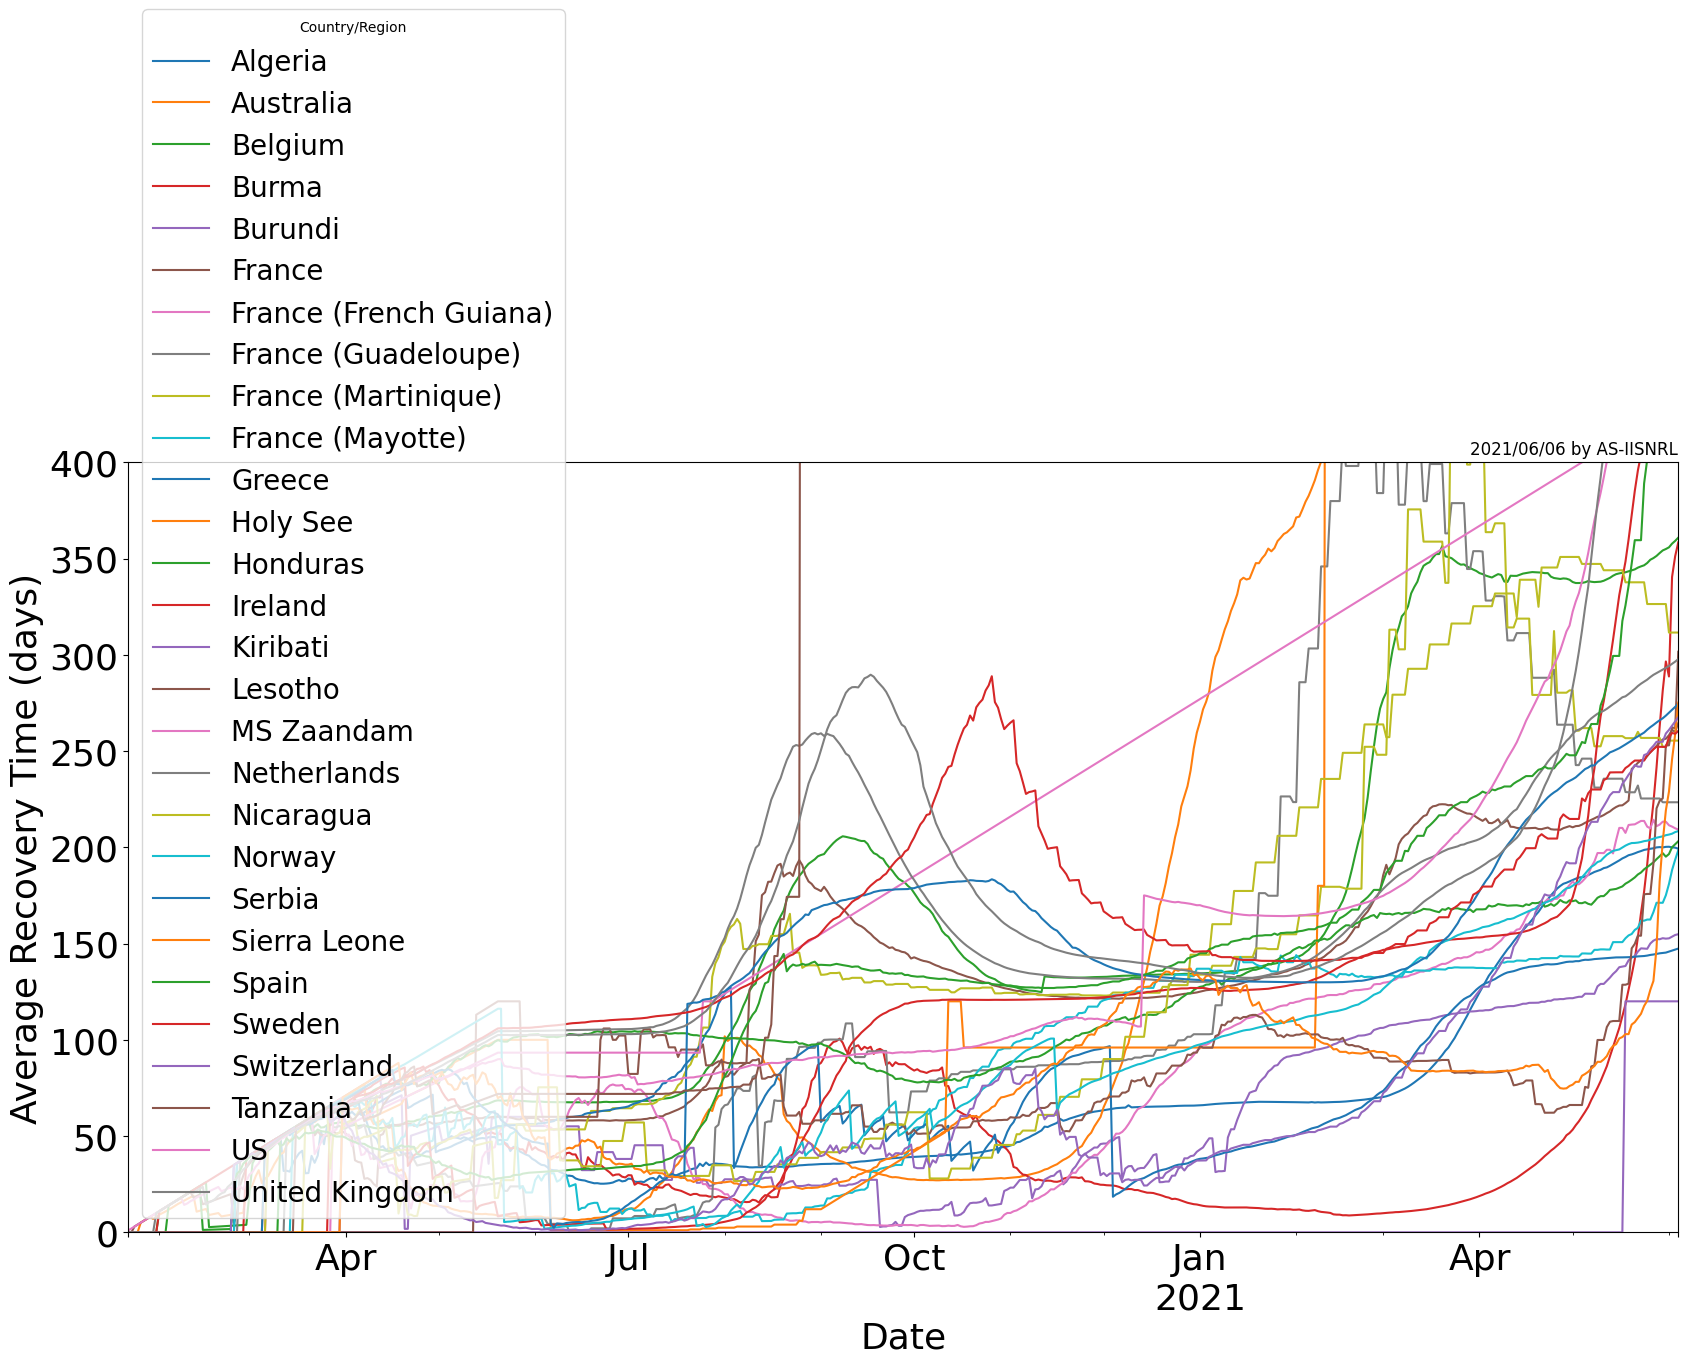 Country/Region
Algeria
Australia
Belgium
Burma
Burundi
France
France (French Guiana)
France (Guadeloupe)
France (Martinique)
France (Mayotte)
Greece
Holy See
Honduras
Ireland
Kiribati
Lesotho
MS Zaandam
Netherlands
Nicaragua
Norway
Serbia
Sierra Leone
Spain
Sweden
Switzerland
Tanzania
US
United Kingdom
2021/06/06 by AS-IISNRL
400
350
300
250
200
150
100
50
0
Average Recovery Time (days)
Apr
Jul
Oct
Jan
2021
Apr
Date